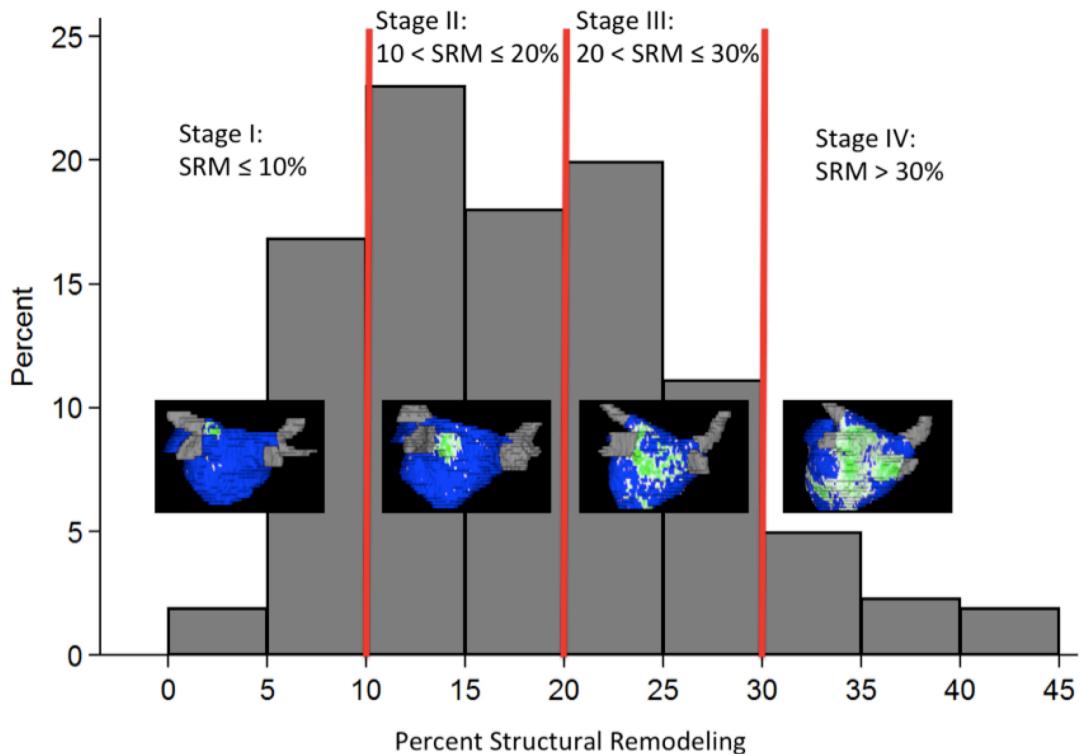 Stage II:
10 < SRM ≤ 20%
Stage III:
20 < SRM ≤ 30%
Stage I:
SRM ≤ 10%
Stage IV:
SRM > 30%
25
20
15
10
5
0
Percent
0 5 10 15 20 25 30 35 40 45
Percent Structural Remodeling